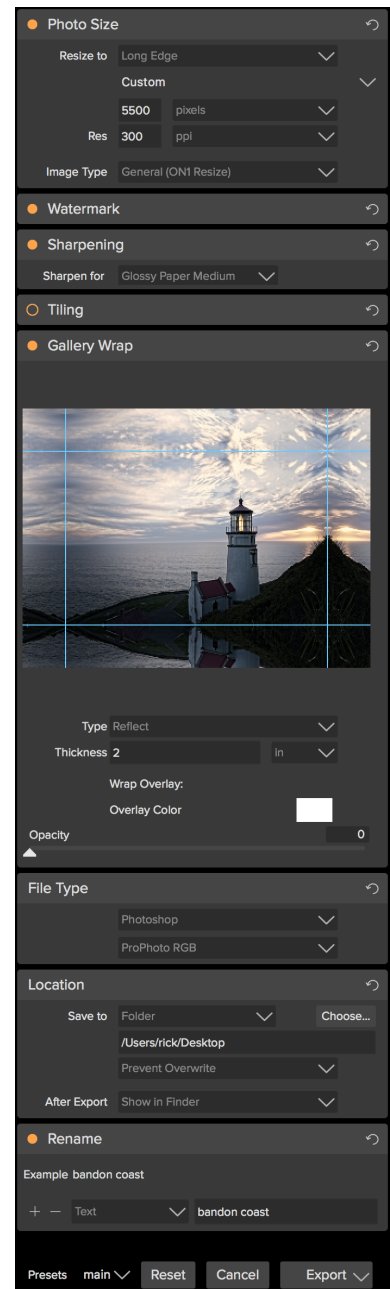 Photo Size
Resize to Long Edge
Custom
5500 pixels
Res 300 ppi
Image Type General (ON1 Resize)
Watermark
Sharpening
Sharpen for Glossy Paper Medium
Tiling
Gallery Wrap
Type Reflect
Thickness 2 in
Wrap Overlay:
Overlay Color
Opacity 0
File Type
Photoshop
ProPhoto RGB
Location
Save to Folder Choose...
/Users/rick/Desktop
Prevent Overwrite
After Export Show in Finder
Rename
Example bandon coast
+ − Text bandon coast
Presets main Reset Cancel Export